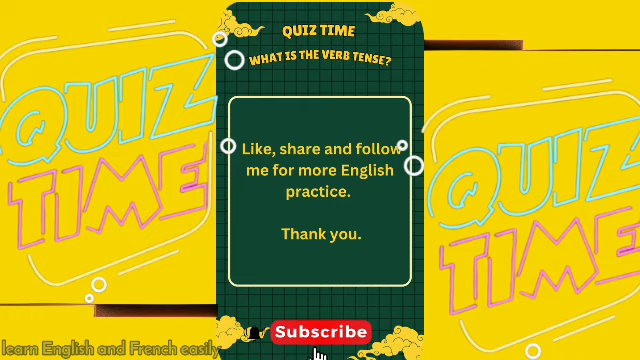 QUIZ TIME
WHAT IS THE VERB TENSE?
Like, share and follow
me for more English
practice.
Thank you.
Subscribe
QUIZ
TIME
QUIZ
TIME
learn English and French easily